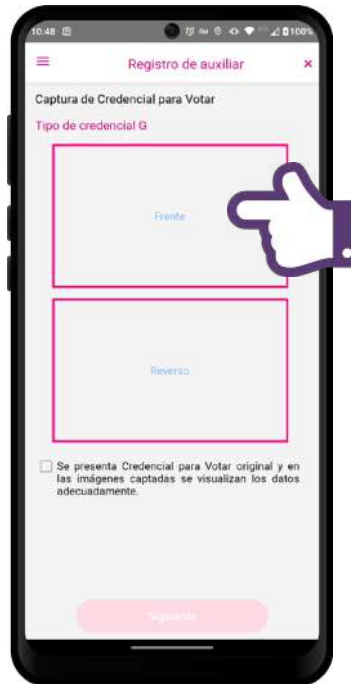 10:48
100%
Registro de auxiliar
×
Captura de Credencial para Votar
Tipo de credencial G
Frente
Reverso
Se presenta Credencial para Votar original y en
las imágenes captadas se visualizan los datos
adecuadamente.
Siguiente